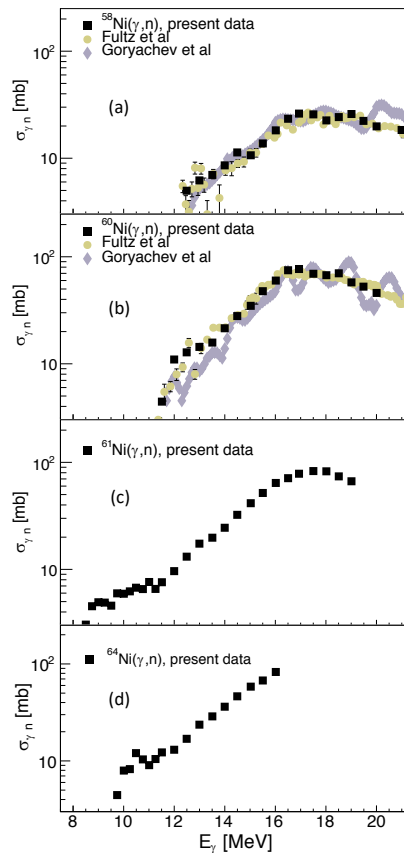 ⁵⁸Ni(γ,n), present data
Fultz et al
Goryachev et al
10²
10
σγ n [mb]
(a)
⁶⁰Ni(γ,n), present data
Fultz et al
Goryachev et al
10²
10
σγ n [mb]
(b)
⁶¹Ni(γ,n), present data
10²
10
σγ n [mb]
(c)
⁶⁴Ni(γ,n), present data
10²
10
σγ n [mb]
(d)
8 10 12 14 16 18 20
Eγ [MeV]